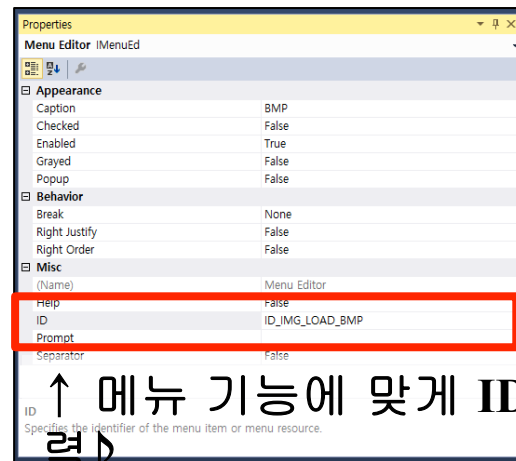 Properties
Menu Editor IMenuEd
Appearance
Caption BMP
Checked False
Enabled True
Grayed False
Popup False
Behavior
Break None
Right Justify False
Right Order False
Misc
(Name) Menu Editor
Help False
ID ID_IMG_LOAD_BMP
Prompt
Separator False
↑ 메뉴 기능에 맞게 ID
ID
Specifies the identifier of the menu item or menu resource.
력♪